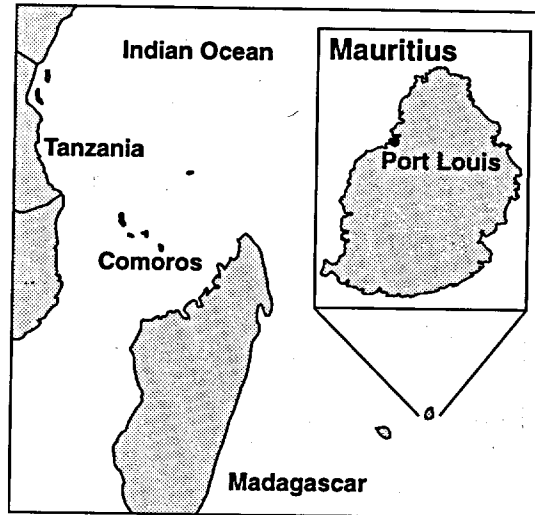 Indian Ocean
Mauritius
Port Louis
Tanzania
Comoros
Madagascar